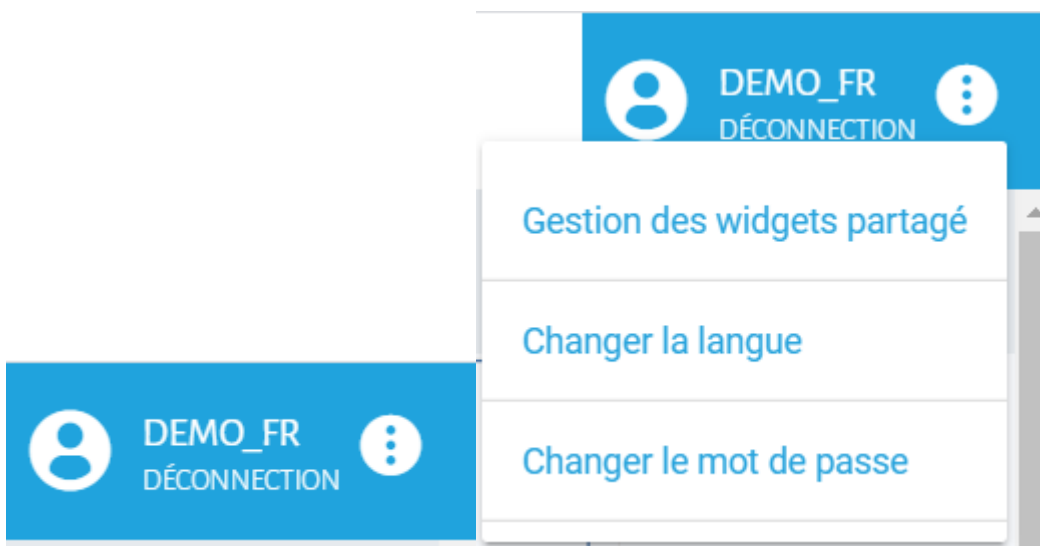 DEMO_FR
DÉCONNECTION
Gestion des widgets partagé
Changer la langue
Changer le mot de passe
DEMO_FR
DÉCONNECTION